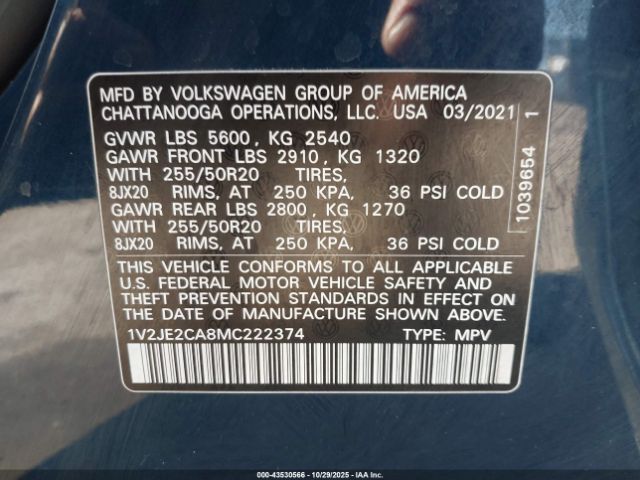 MFD BY VOLKSWAGEN GROUP OF AMERICA
CHATTANOOGA OPERATIONS, LLC. USA 03/2021
GVWR LBS 5600, KG 2540
GAWR FRONT LBS 2910, KG 1320
WITH 255/50R20 TIRES,
8JX20 RIMS, AT 250 KPA, 36 PSI COLD
GAWR REAR LBS 2800, KG 1270
WITH 255/50R20 TIRES,
8JX20 RIMS, AT 250 KPA, 36 PSI COLD
THIS VEHICLE CONFORMS TO ALL APPLICABLE
U.S. FEDERAL MOTOR VEHICLE SAFETY AND
THEFT PREVENTION STANDARDS IN EFFECT ON
THE DATE OF MANUFACTURE SHOWN ABOVE.
1V2JE2CA8MC222374 TYPE: MPV
1039654 1
000-43530566 • 10/29/2025 - IAAI.COM